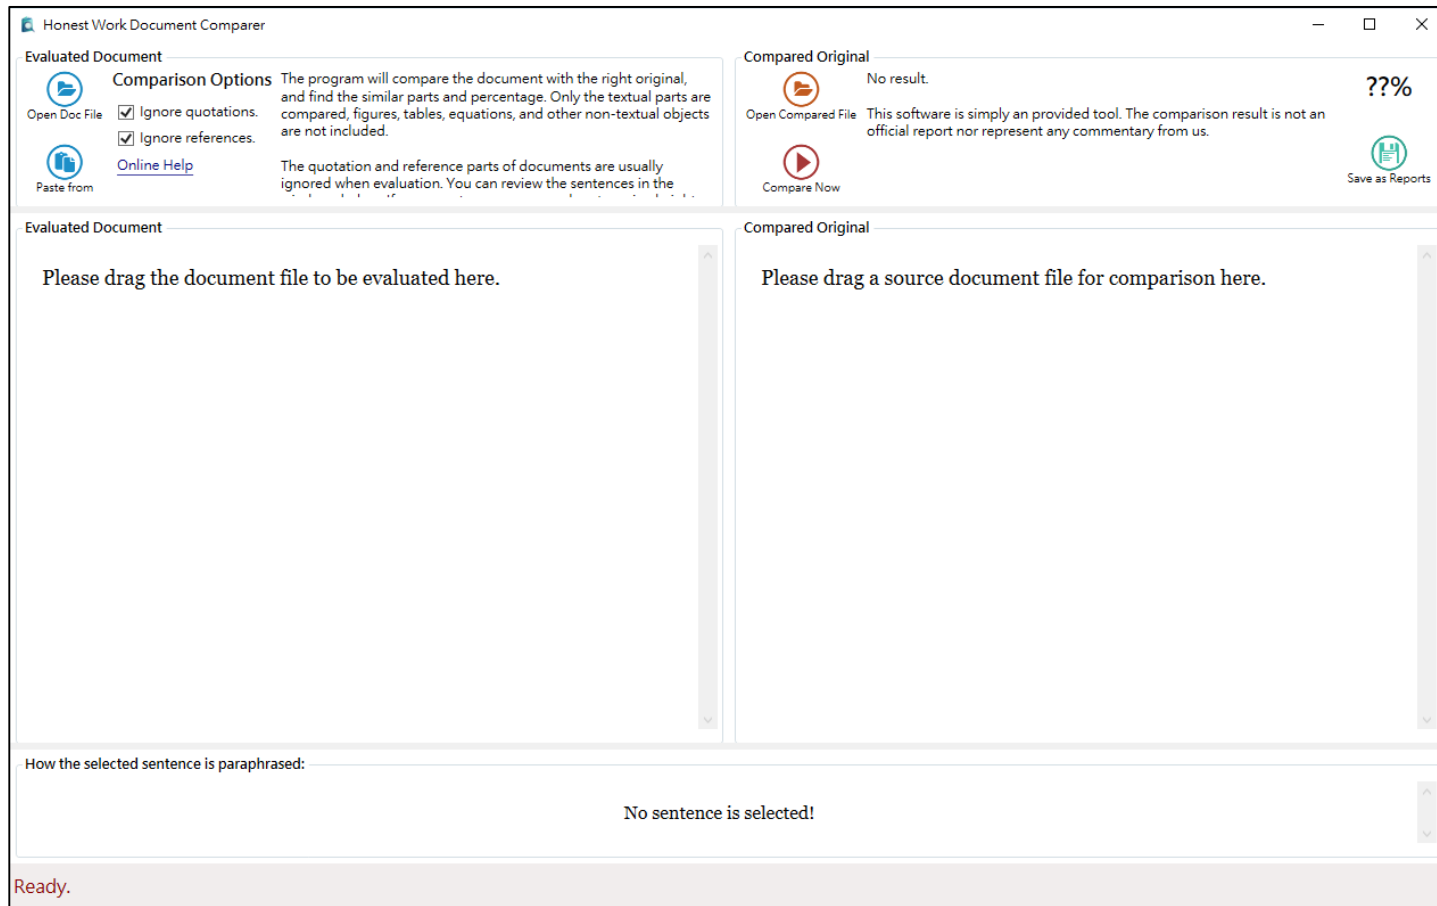 Honest Work Document Comparer
Evaluated Document
Open Doc File
Paste from
Comparison Options
Ignore quotations.
Ignore references.
Online Help
The program will compare the document with the right original,
and find the similar parts and percentage. Only the textual parts are
compared, figures, tables, equations, and other non-textual objects
are not included.
The quotation and reference parts of documents are usually
ignored when evaluation. You can review the sentences in the
Compared Original
Open Compared File
Compare Now
No result.
This software is simply an provided tool. The comparison result is not an
official report nor represent any commentary from us.
??%
Save as Reports
Evaluated Document
Please drag the document file to be evaluated here.
Compared Original
Please drag a source document file for comparison here.
How the selected sentence is paraphrased:
No sentence is selected!
Ready.